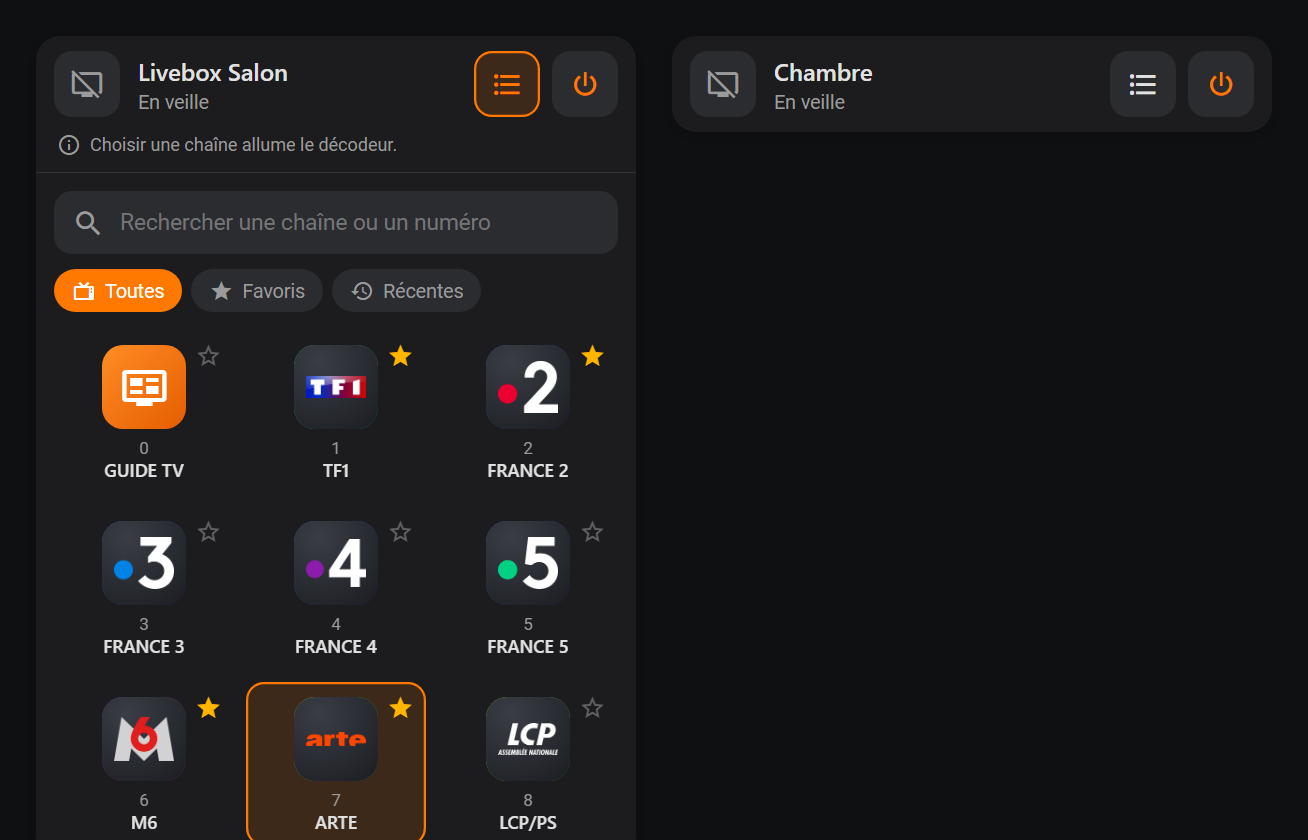 Livebox Salon
En veille
Choisir une chaîne allume le décodeur.
Rechercher une chaîne ou un numéro
Toutes
Favoris
Récentes
0
GUIDE TV
TF1
1
TF1
2
2
FRANCE 2
3
3
FRANCE 3
4
4
FRANCE 4
5
5
FRANCE 5
M6
6
M6
arte
7
ARTE
LCP
ASSEMBLÉE NATIONALE
8
LCP/PS
Chambre
En veille